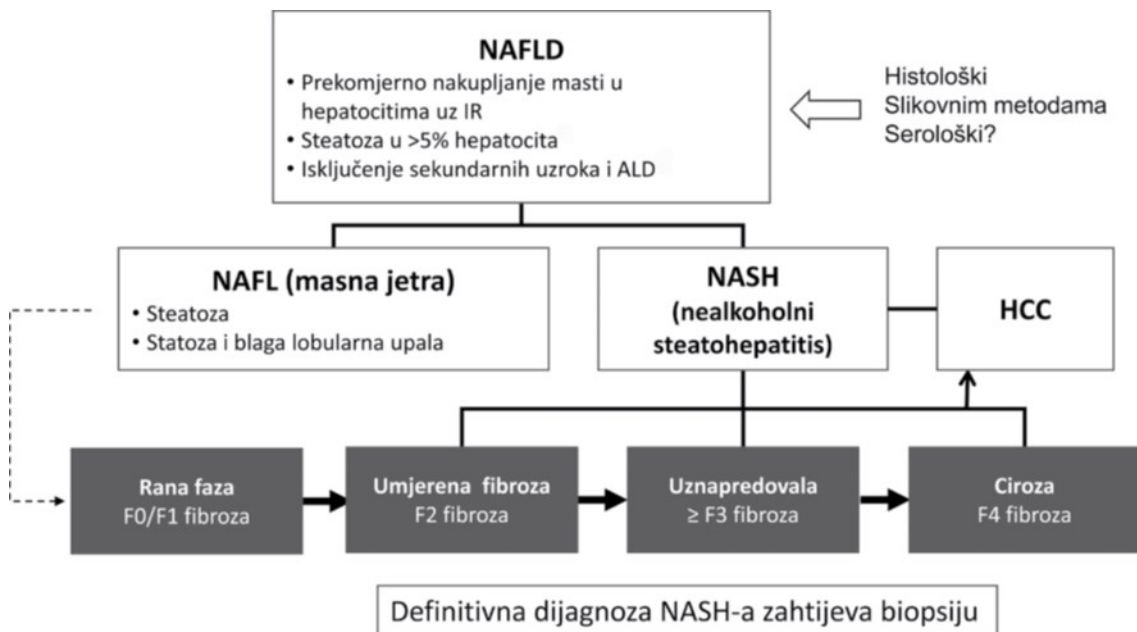 NAFLD
• Prekomjerno nakupljanje masti u
hepatocitima uz IR
• Steatoza u >5% hepatocita
• Isključenje sekundarnih uzroka i ALD
Histološki
Slikovnim metodama
Serološki?
NAFL (masna jetra)
• Steatoza
• Statoza i blaga lobularna upala
NASH
(nealkoholni
steatohepatitis)
HCC
Rana faza
F0/F1 fibroza
Umjerena fibroza
F2 fibroza
Uznapredovala
≥ F3 fibroza
Ciroza
F4 fibroza
Definitivna dijagnoza NASH-a zahtijeva biopsiju